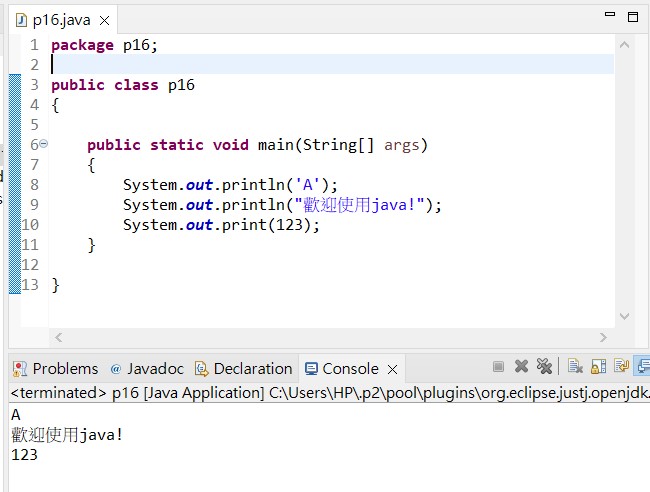 p16.java
1 package p16;
2
3 public class p16
4 {
5
6 public static void main(String[] args)
7 {
8 System.out.println('A');
9 System.out.println("歡迎使用java!");
10 System.out.print(123);
11 }
12
13 }
Problems @ Javadoc Declaration Console
<terminated> p16 [Java Application] C:\Users\HP\.p2\pool\plugins\org.eclipse.justj.openjdk.
A
歡迎使用java!
123